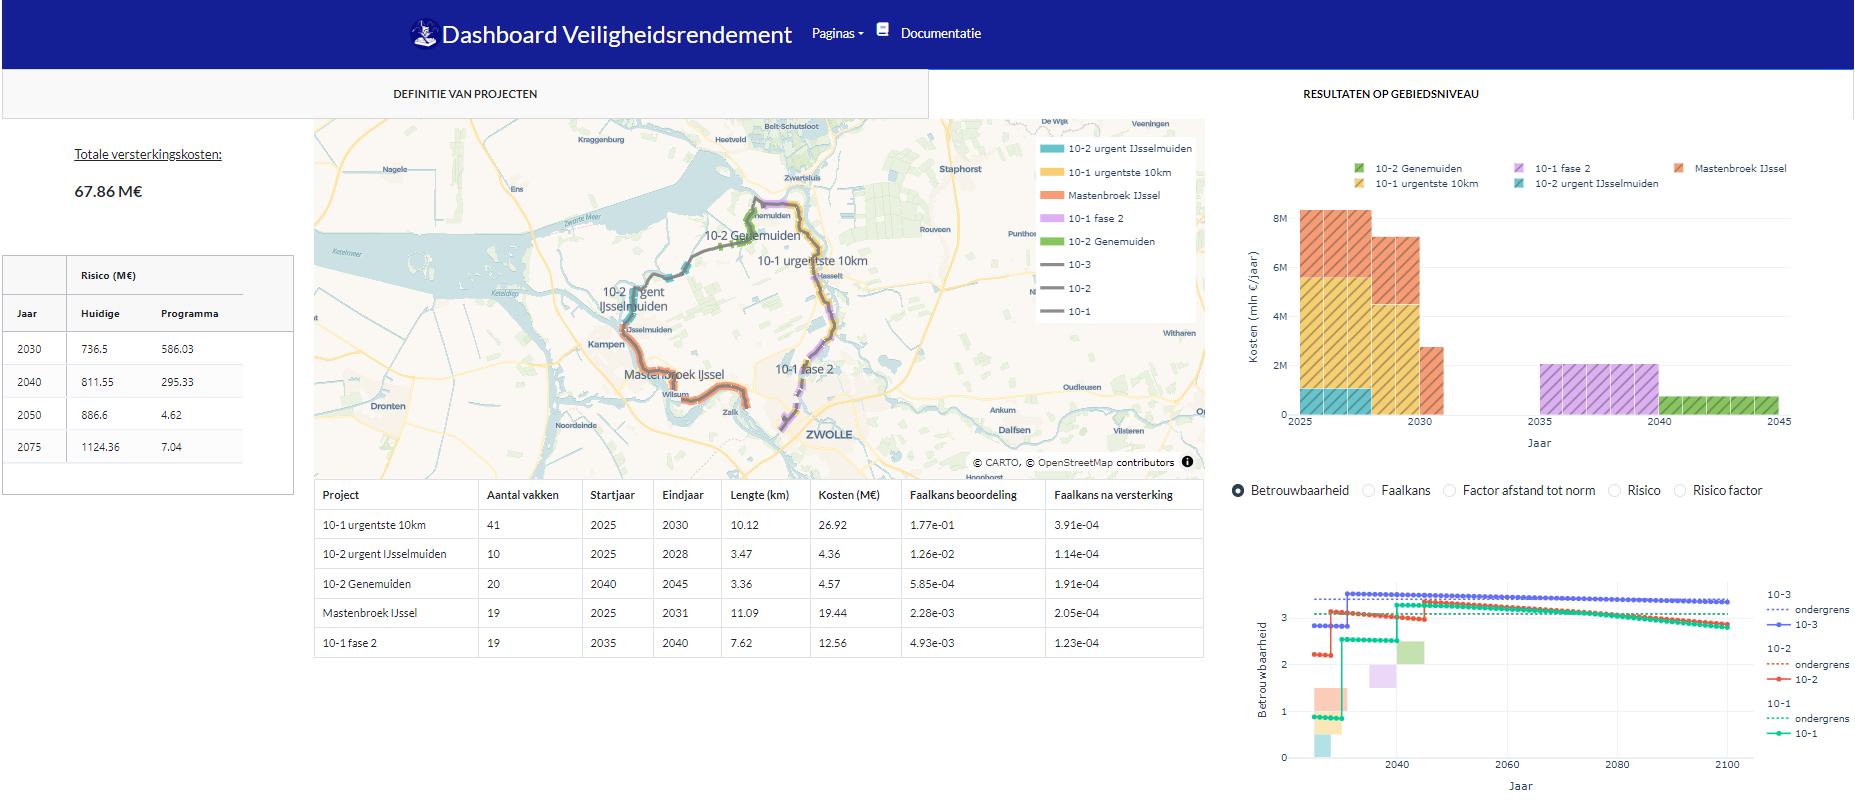 Dashboard Veiligheidsrendement
Paginas
Documentatie
DEFINITIE VAN PROJECTEN
RESULTATEN OP GEBIEDSNIVEAU
Totale versterkingskosten:
67.86 M€
Risico (M€)
Jaar Huidige Programma
2030 736.5 586.03
2040 811.55 295.33
2050 886.6 4.62
2075 1124.36 7.04
De Wijk
Veeningen
Belt-Schutsloot
Kraggenburg
Heetveld
Nagele
Staphorst
Zwartsluis
Ens
Zwarte Meer
nemuiden
10-2 Genemuiden
Rouveen
Punthor
Ketelmeer
10-1 urgentste 10km
Hasselt
Keteldiep
10-2 urgent
IJsselmuiden
IJsselmuiden
Kampen
Witharen
10-1 fase 2
Mastenbroek IJssel
Wilsum
Oudleusen
Dronten
Zalk
Ankum
Noordeinde
ZWOLLE
Dalfsen
Vilsteren
Hoonhorst
10-2 urgent IJsselmuiden
10-1 urgentste 10km
Mastenbroek IJssel
10-1 fase 2
10-2 Genemuiden
10-3
10-2
10-1
© CARTO, © OpenStreetMap contributors
Project Aantal vakken Startjaar Eindjaar Lengte (km) Kosten (M€) Faalkans beoordeling Faalkans na versterking
10-1 urgentste 10km 41 2025 2030 10.12 26.92 1.77e-01 3.91e-04
10-2 urgent IJsselmuiden 10 2025 2028 3.47 4.36 1.26e-02 1.14e-04
10-2 Genemuiden 20 2040 2045 3.36 4.57 5.85e-04 1.91e-04
Mastenbroek IJssel 19 2025 2031 11.09 19.44 2.28e-03 2.05e-04
10-1 fase 2 19 2035 2040 7.62 12.56 4.93e-03 1.23e-04
10-2 Genemuiden 10-1 fase 2 Mastenbroek IJssel
10-1 urgentste 10km 10-2 urgent IJsselmuiden
Kosten (mln €/jaar)
8M
6M
4M
2M
0
2025 2030 2035 2040 2045
Jaar
Betrouwbaarheid Faalkans Factor afstand tot norm Risico Risico factor
Betrouwbaarheid
3
2
1
0
2040 2060 2080 2100
Jaar
10-3
ondergrens
10-3
10-2
ondergrens
10-2
10-1
ondergrens
10-1